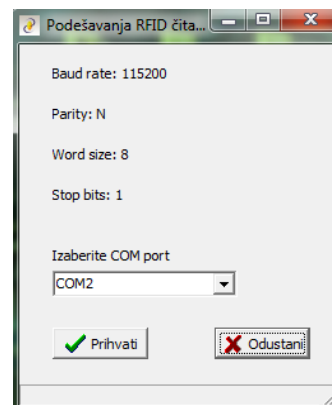 Podešavanja RFID čita...
Baud rate: 115200
Parity: N
Word size: 8
Stop bits: 1
Izaberite COM port
COM2
Prihvati
Odustani